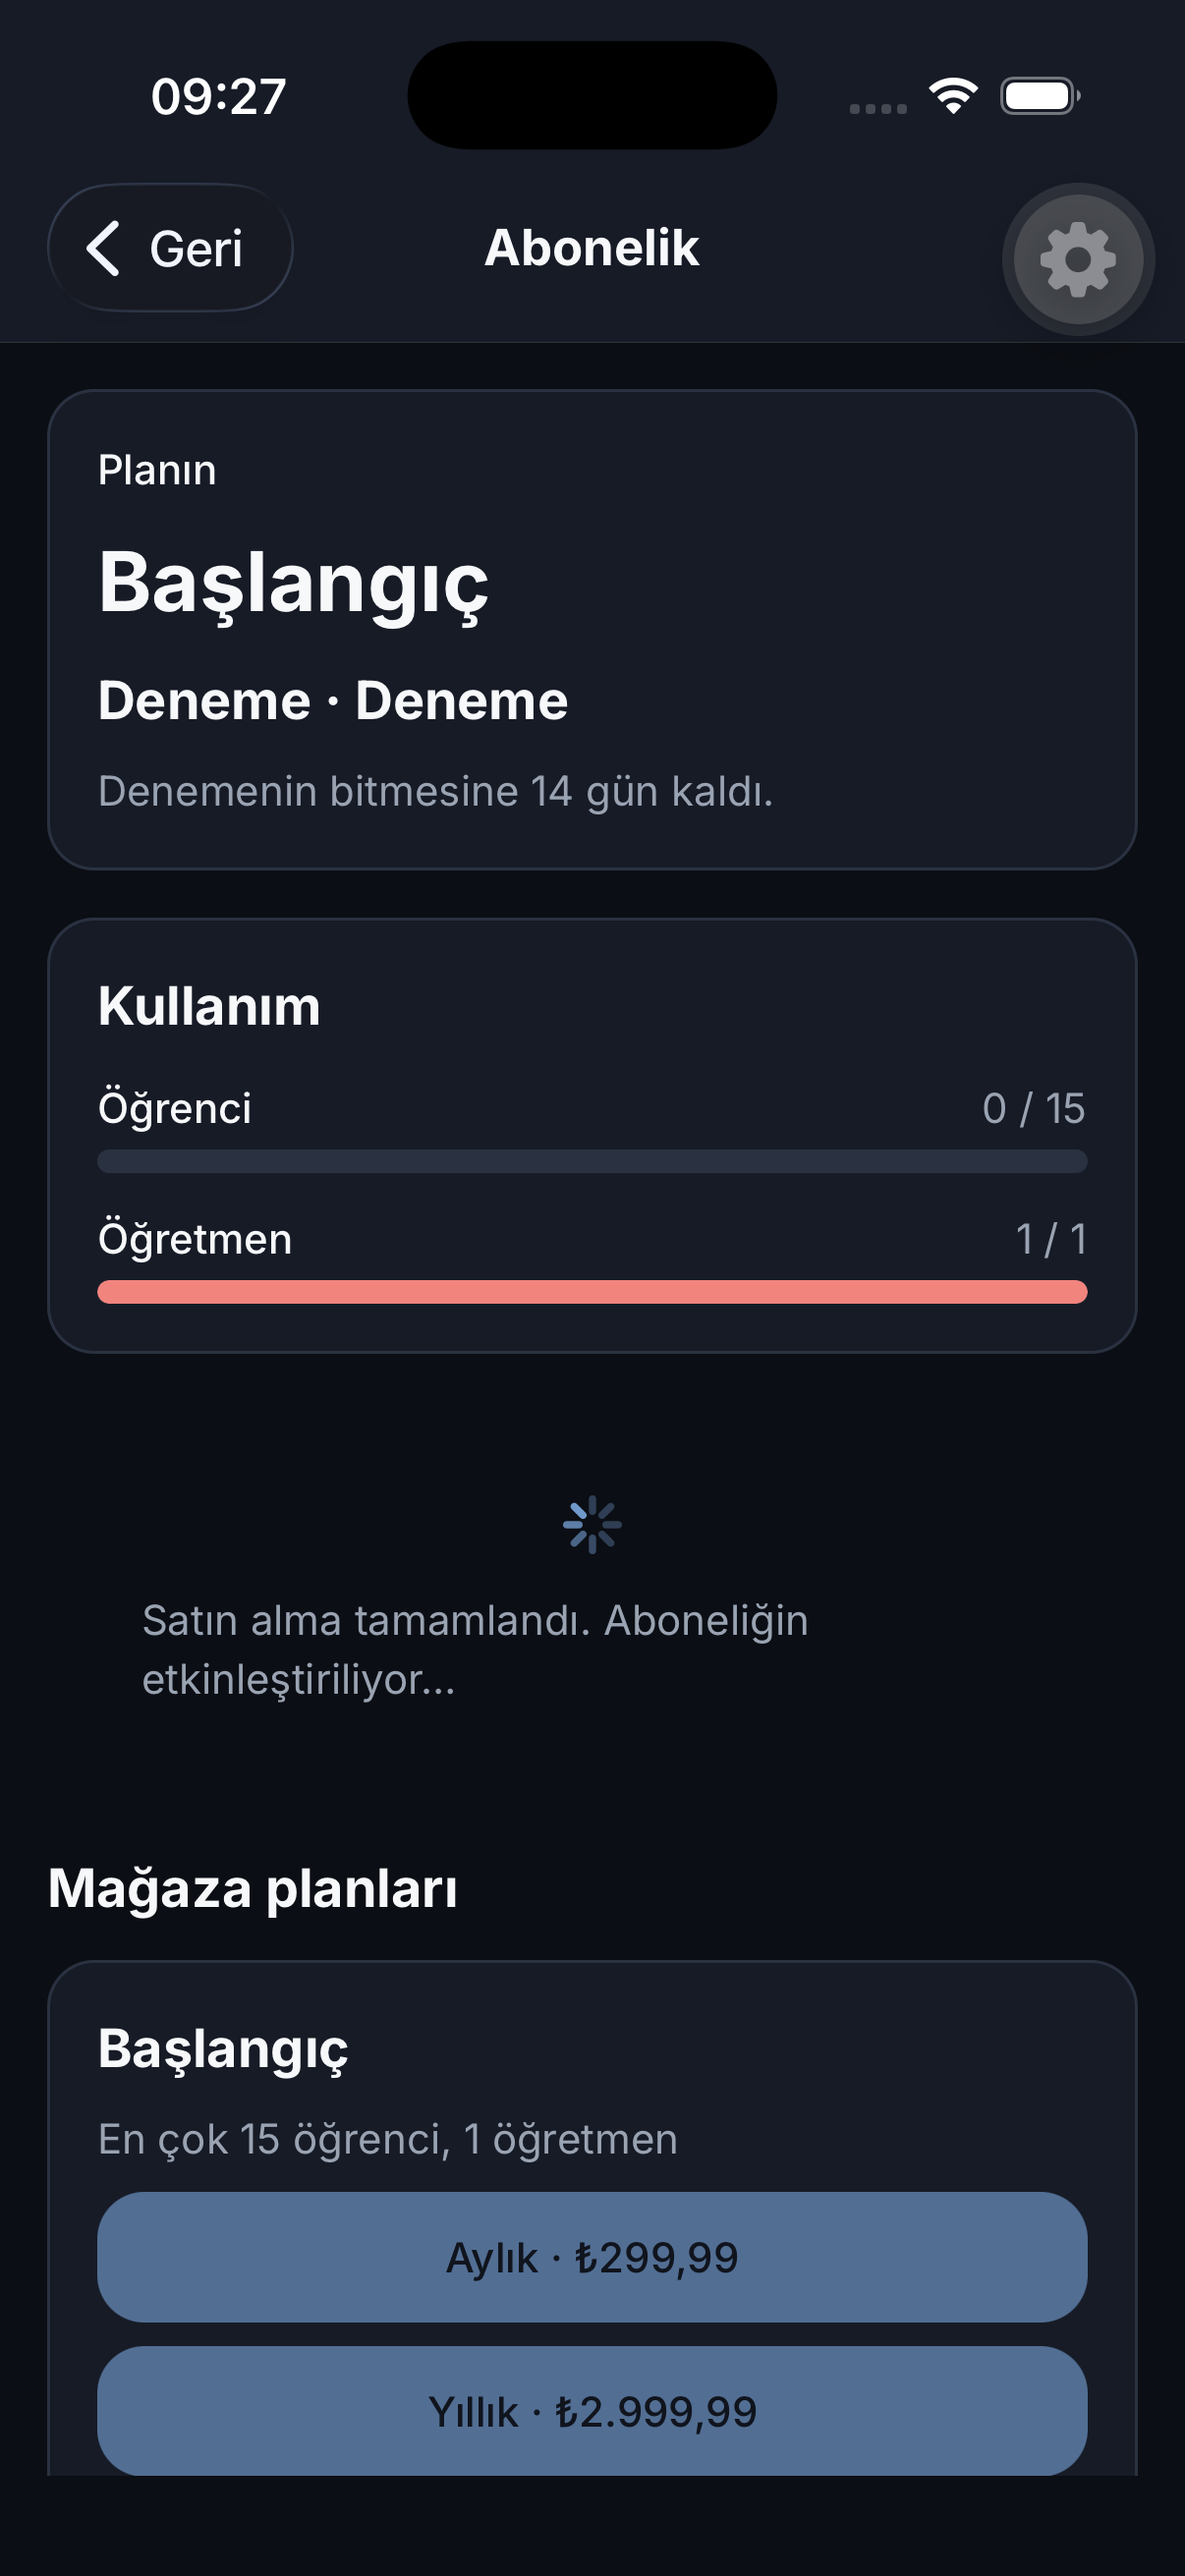 09:27
Geri
Abonelik
Planın
Başlangıç
Deneme · Deneme
Denemenin bitmesine 14 gün kaldı.
Kullanım
Öğrenci 0 / 15
Öğretmen 1 / 1
Satın alma tamamlandı. Aboneliğin
etkinleştiriliyor...
Mağaza planları
Başlangıç
En çok 15 öğrenci, 1 öğretmen
Aylık · ₺299,99
Yıllık · ₺2.999,99